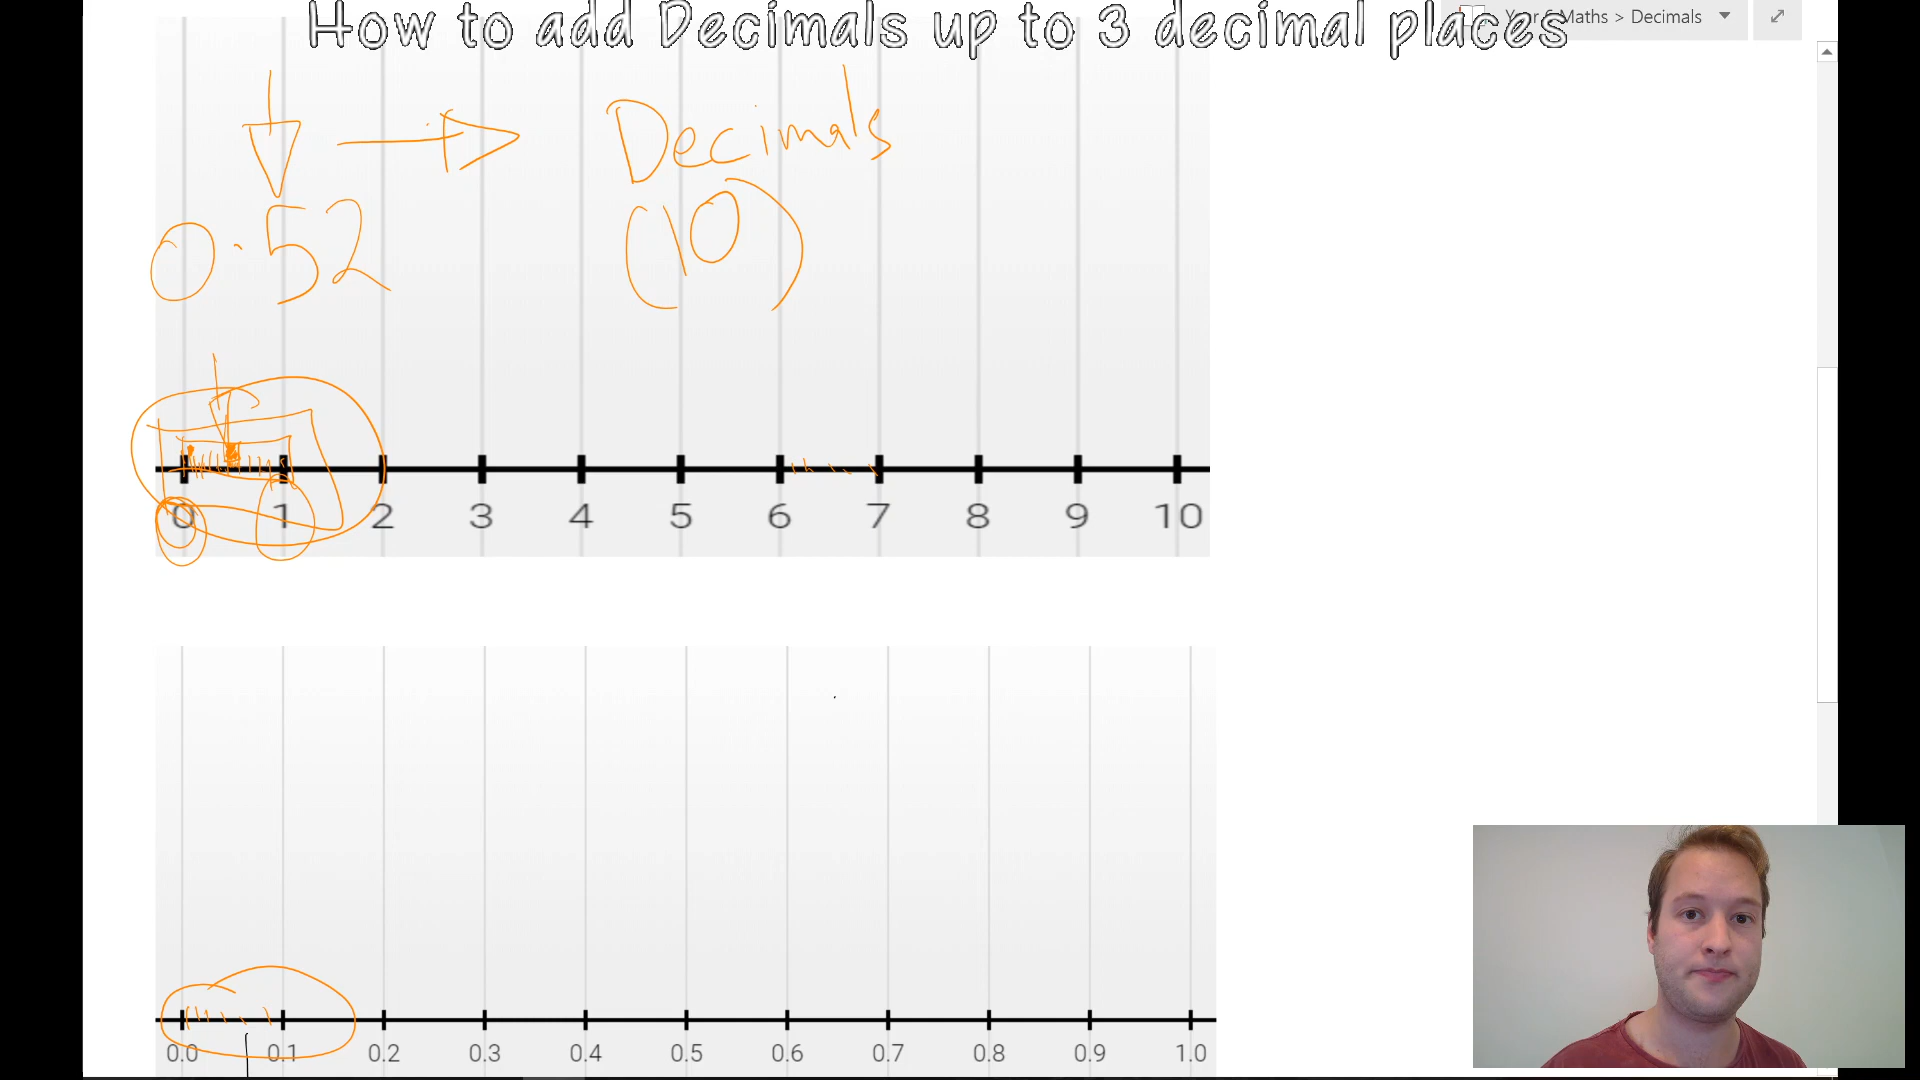 How to add Decimals up to 3 decimal places
Year 6 Maths > Decimals
Decimals
(10)
0.52
0 1 2 3 4 5 6 7 8 9 10
0.0 0.1 0.2 0.3 0.4 0.5 0.6 0.7 0.8 0.9 1.0